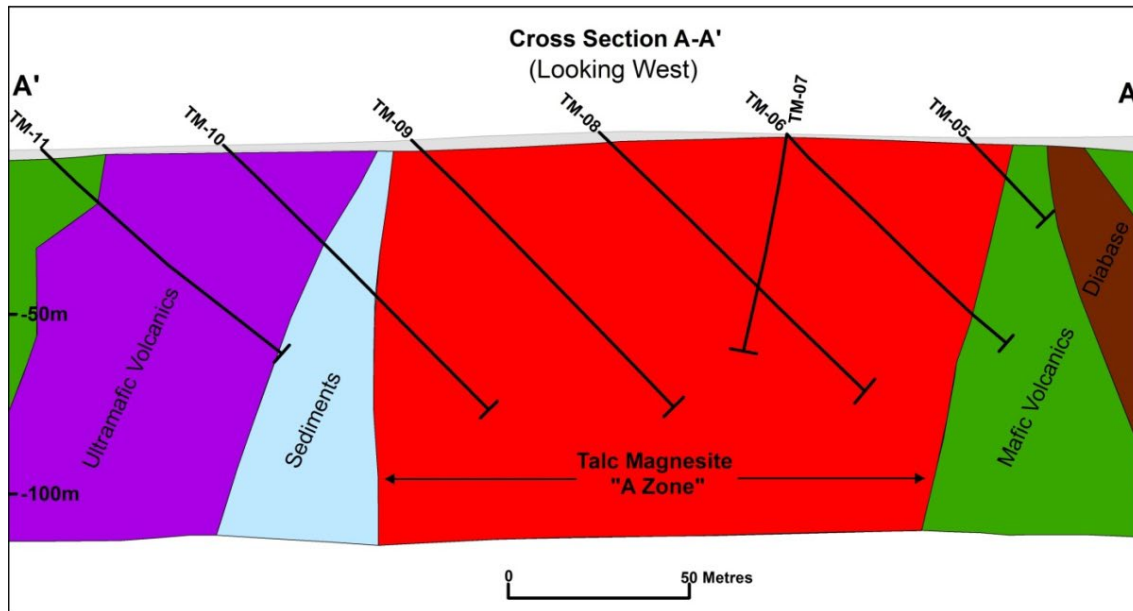 Cross Section A-A'
(Looking West)
A'
A
TM-11
TM-10
TM-09
TM-08
TM-06
TM-07
TM-05
-50m
-100m
Ultramafic Volcanics
Sediments
Talc Magnesite
"A Zone"
Mafic Volcanics
Diabase
0
50 Metres